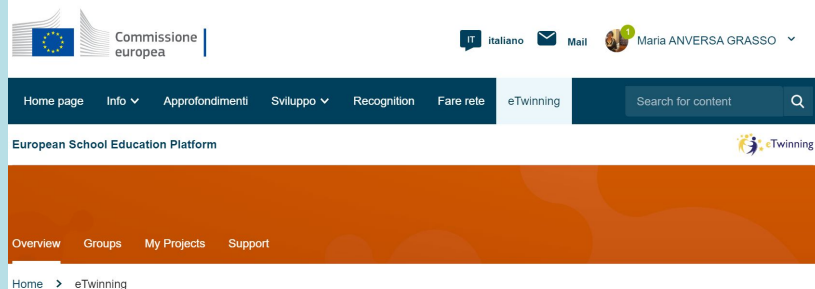 Commissione
europea
IT italiano Mail 1 Maria ANVERSA GRASSO
Home page Info Approfondimenti Sviluppo Recognition Fare rete eTwinning Search for content
European School Education Platform eTwinning
Overview Groups My Projects Support
Home > eTwinning